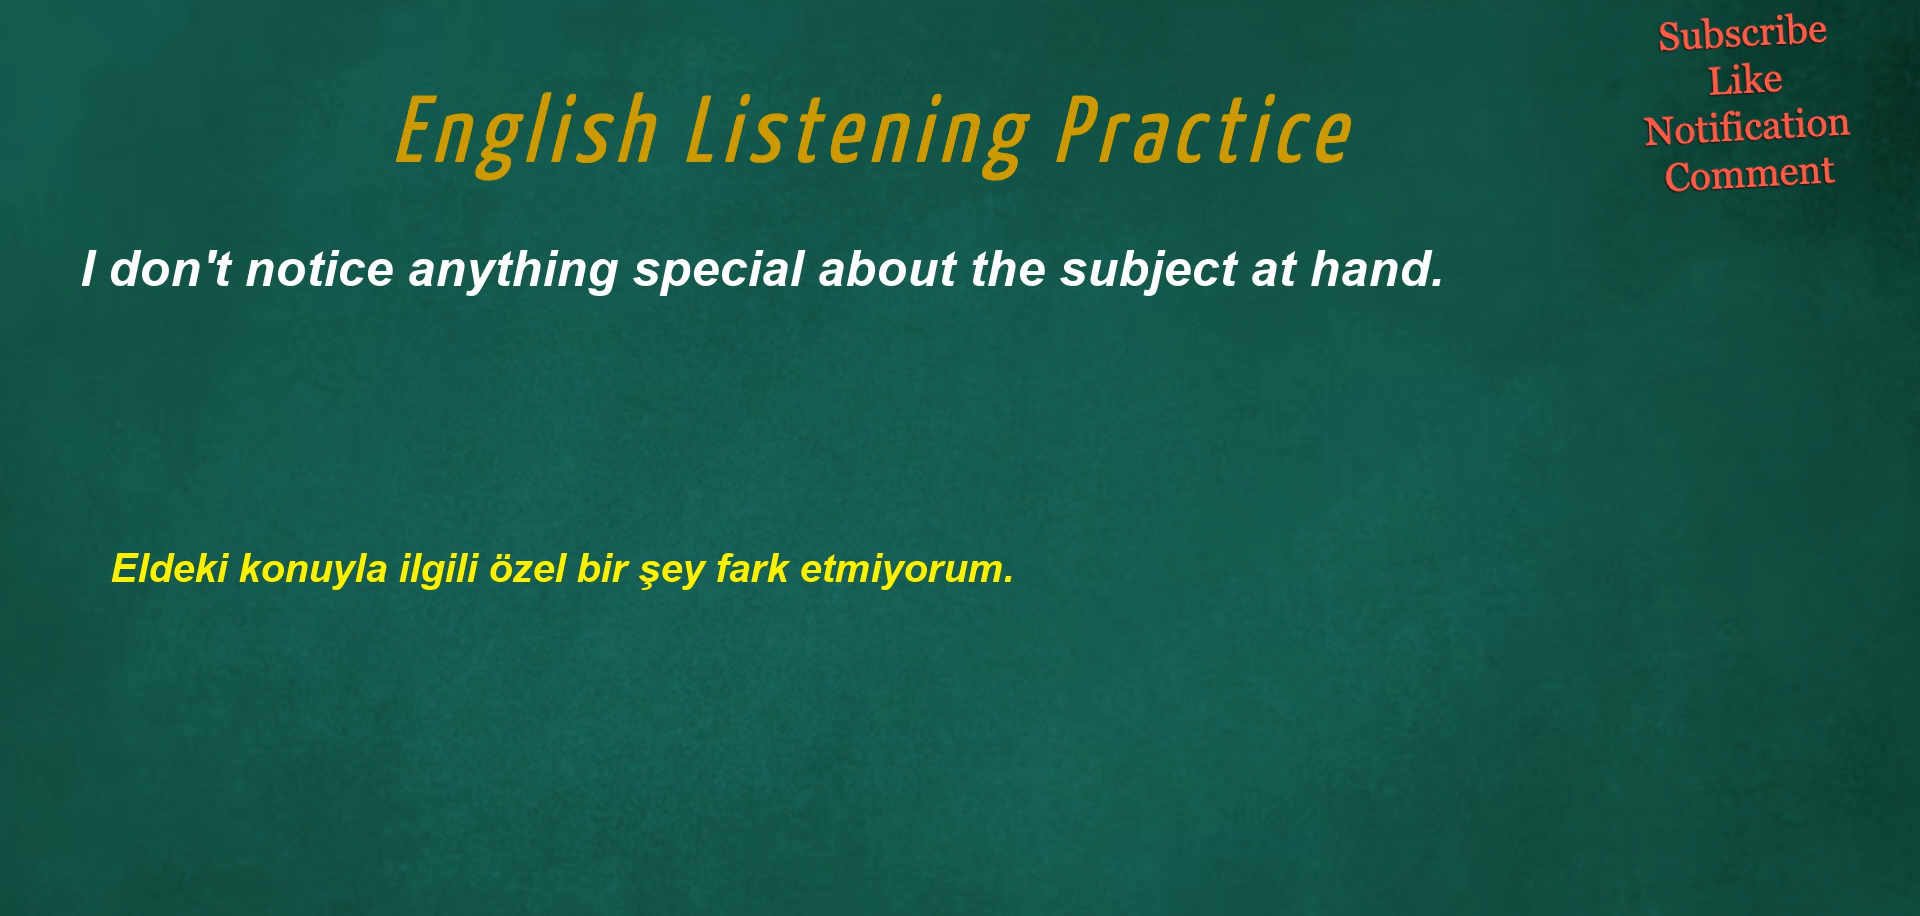 English Listening Practice
Subscribe
Like
Notification
Comment
I don't notice anything special about the subject at hand.
Eldeki konuyla ilgili özel bir şey fark etmiyorum.